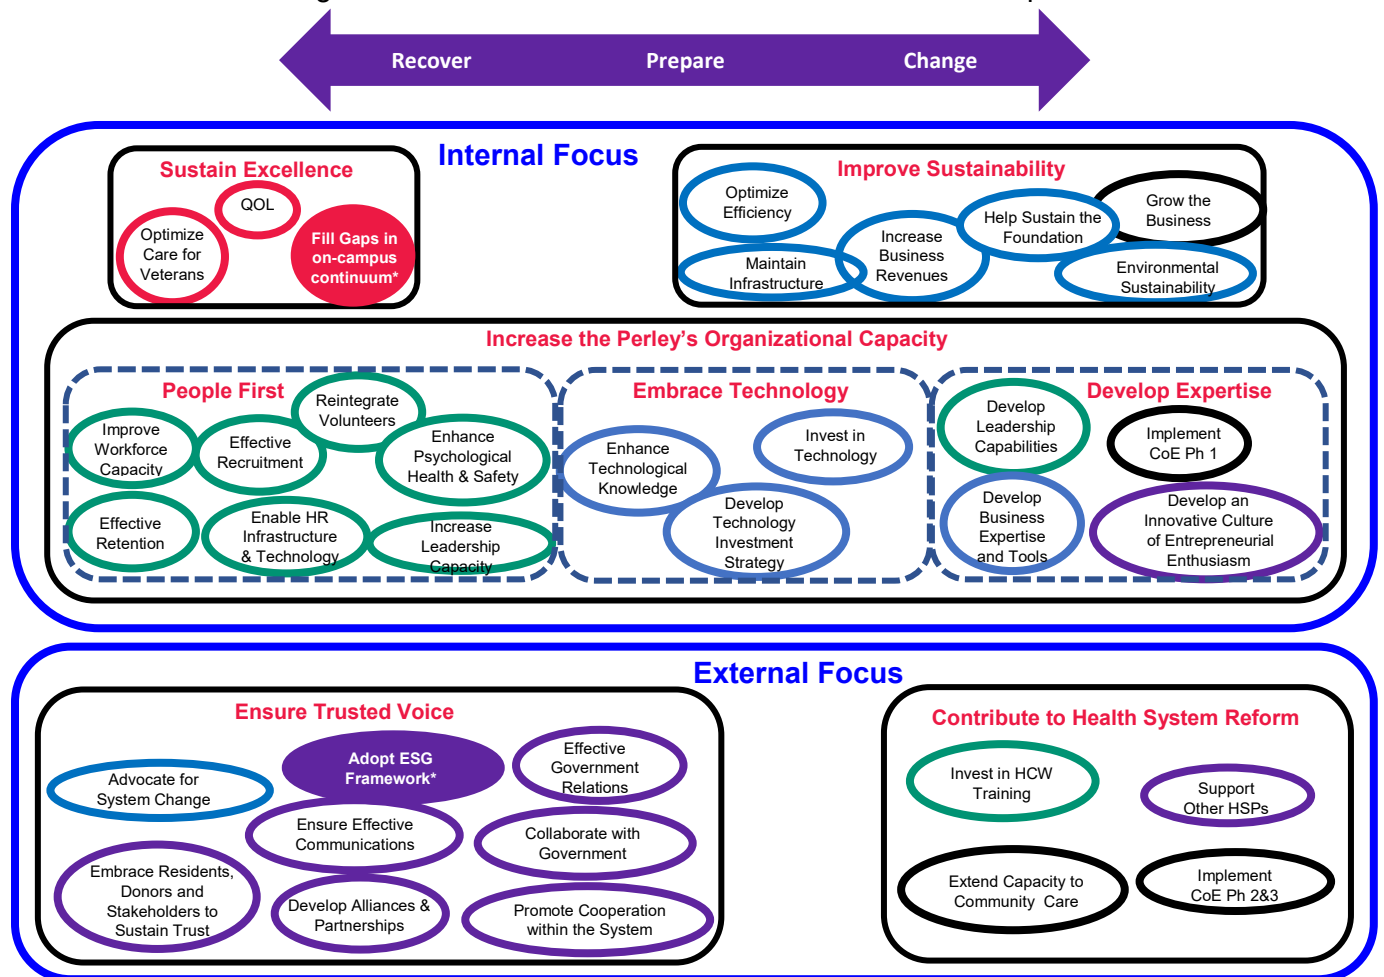 Recover Prepare Change
Internal Focus
Sustain Excellence
QOL
Optimize
Care for
Veterans
Fill Gaps in
on-campus
continuum*
Improve Sustainability
Optimize
Efficiency
Maintain
Infrastructure
Increase
Business
Revenues
Help Sustain the
Foundation
Grow the
Business
Environmental
Sustainability
Increase the Perley's Organizational Capacity
People First
Improve
Workforce
Capacity
Effective
Recruitment
Reintegrate
Volunteers
Enhance
Psychological
Health & Safety
Effective
Retention
Enable HR
Infrastructure
& Technology
Increase
Leadership
Capacity
Embrace Technology
Enhance
Technological
Knowledge
Invest in
Technology
Develop
Technology
Investment
Strategy
Develop Expertise
Develop
Leadership
Capabilities
Implement
CoE Ph 1
Develop
Business
Expertise
and Tools
Develop an
Innovative Culture
of Entrepreneurial
Enthusiasm
External Focus
Ensure Trusted Voice
Advocate for
System Change
Adopt ESG
Framework*
Effective
Government
Relations
Ensure Effective
Communications
Collaborate with
Government
Embrace Residents,
Donors and
Stakeholders to
Sustain Trust
Develop Alliances &
Partnerships
Promote Cooperation
within the System
Contribute to Health System Reform
Invest in HCW
Training
Support
Other HSPs
Extend Capacity to
Community Care
Implement
CoE Ph 2&3